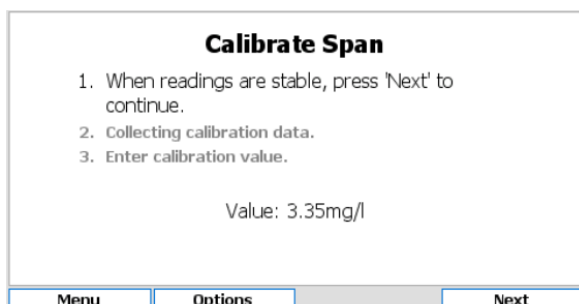 Calibrate Span
1. When readings are stable, press 'Next' to
continue.
2. Collecting calibration data.
3. Enter calibration value.
Value: 3.35mg/l
Menu Options Next